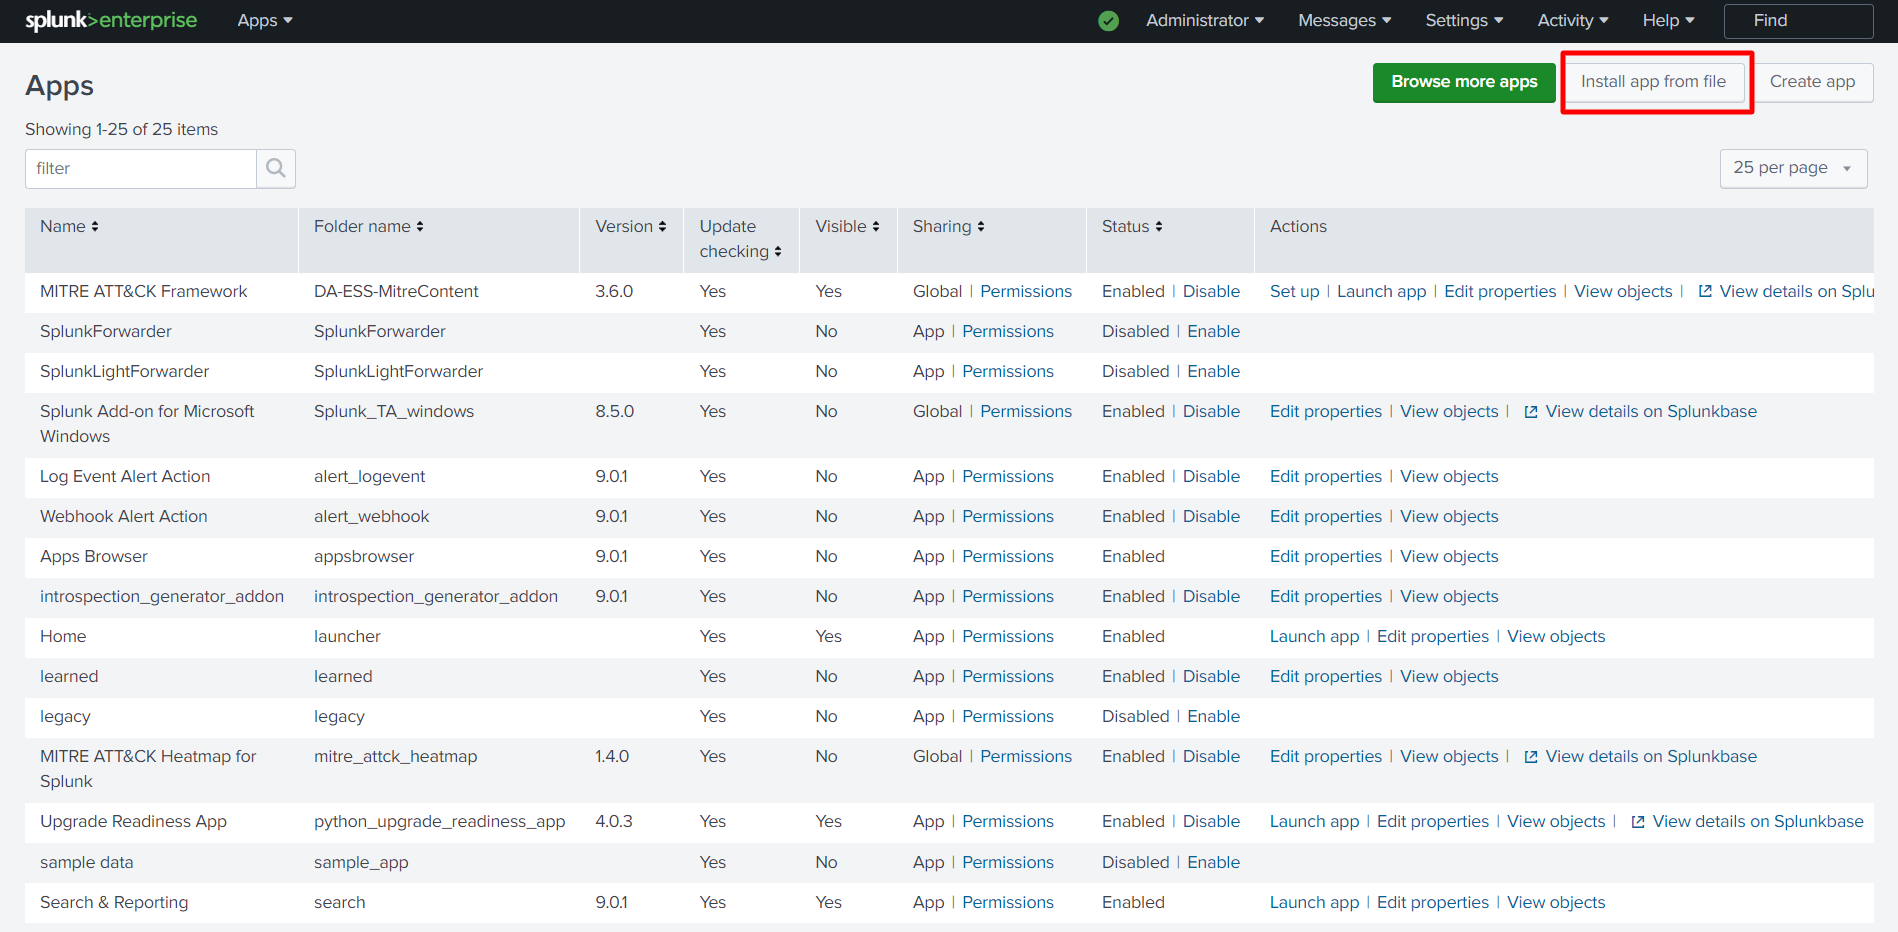 splunk>enterprise Apps Administrator Messages Settings Activity Help Find
Apps Browse more apps Install app from file Create app
Showing 1-25 of 25 items
filter 25 per page
Name Folder name Version Update Visible Sharing Status Actions
checking
MITRE ATT&CK Framework DA-ESS-MitreContent 3.6.0 Yes Yes Global | Permissions Enabled | Disable Set up | Launch app | Edit properties | View objects | View details on Splu
SplunkForwarder SplunkForwarder Yes No App | Permissions Disabled | Enable
SplunkLightForwarder SplunkLightForwarder Yes No App | Permissions Disabled | Enable
Splunk Add-on for Microsoft Splunk_TA_windows 8.5.0 Yes No Global | Permissions Enabled | Disable Edit properties | View objects | View details on Splunkbase
Windows
Log Event Alert Action alert_logevent 9.0.1 Yes No App | Permissions Enabled | Disable Edit properties | View objects
Webhook Alert Action alert_webhook 9.0.1 Yes No App | Permissions Enabled | Disable Edit properties | View objects
Apps Browser appsbrowser 9.0.1 Yes No App | Permissions Enabled Edit properties | View objects
introspection_generator_addon introspection_generator_addon 9.0.1 Yes No App | Permissions Enabled | Disable Edit properties | View objects
Home launcher Yes Yes App | Permissions Enabled Launch app | Edit properties | View objects
learned learned Yes No App | Permissions Enabled | Disable Edit properties | View objects
legacy legacy Yes No App | Permissions Disabled | Enable
MITRE ATT&CK Heatmap for mitre_attck_heatmap 1.4.0 Yes No Global | Permissions Enabled | Disable Edit properties | View objects | View details on Splunkbase
Splunk
Upgrade Readiness App python_upgrade_readiness_app 4.0.3 Yes Yes App | Permissions Enabled | Disable Launch app | Edit properties | View objects | View details on Splunkbase
sample data sample_app Yes No App | Permissions Disabled | Enable
Search & Reporting search 9.0.1 Yes Yes App | Permissions Enabled Launch app | Edit properties | View objects